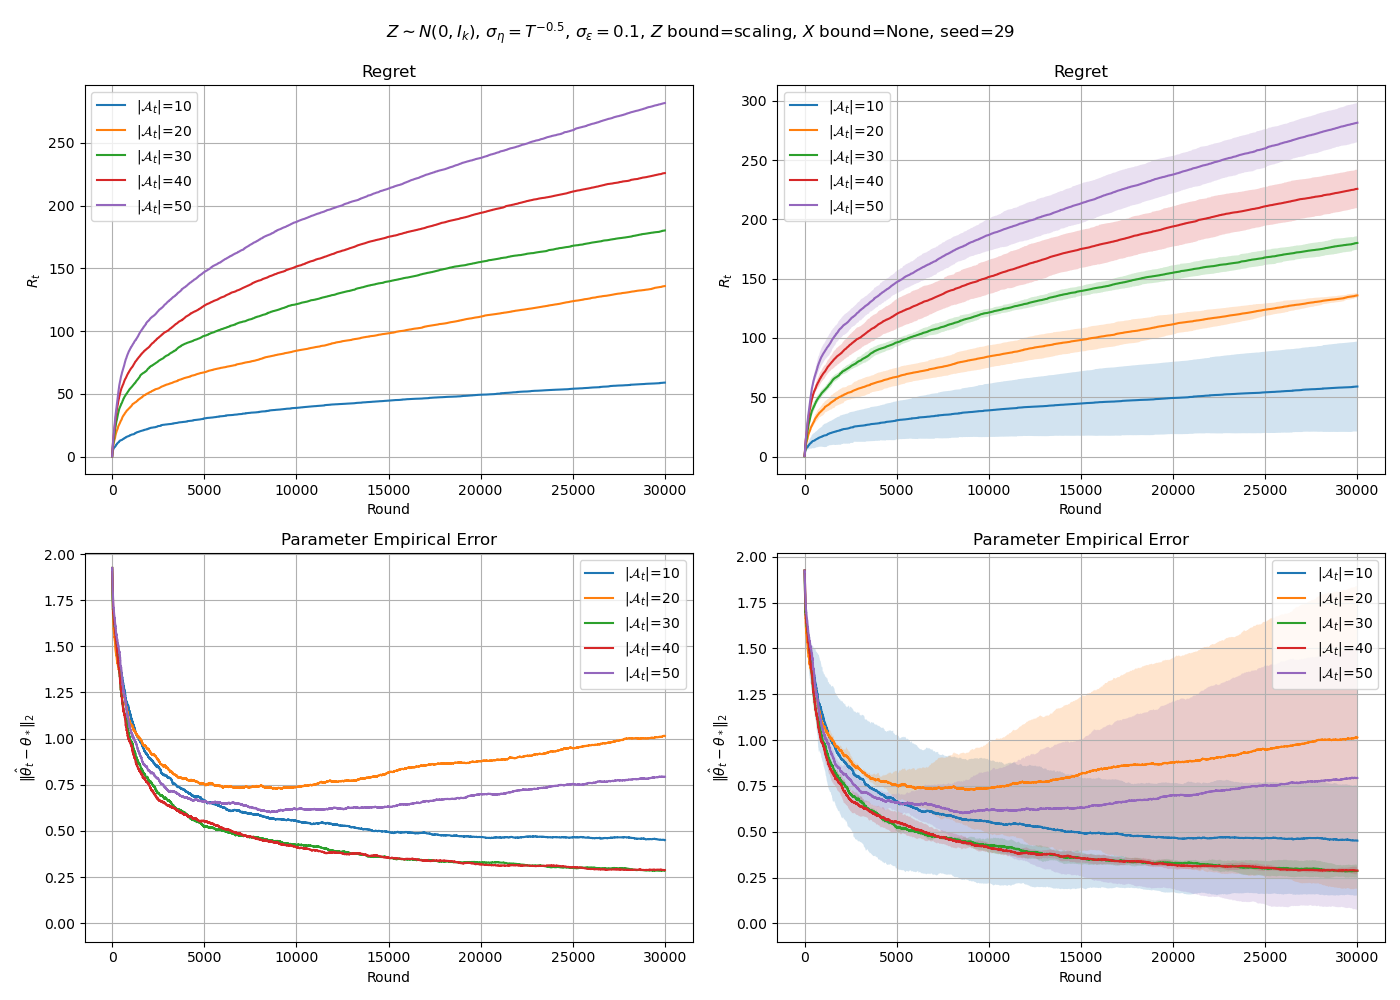 Z ∼ N(0, I_k), σ_η = T^{-0.5}, σ_ε = 0.1, Z bound=scaling, X bound=None, seed=29
Regret
R_t
250
200
150
100
50
0
|𝒜_t|=10
|𝒜_t|=20
|𝒜_t|=30
|𝒜_t|=40
|𝒜_t|=50
0 5000 10000 15000 20000 25000 30000
Round
Regret
R_t
300
250
200
150
100
50
0
|𝒜_t|=10
|𝒜_t|=20
|𝒜_t|=30
|𝒜_t|=40
|𝒜_t|=50
0 5000 10000 15000 20000 25000 30000
Round
Parameter Empirical Error
‖θ̂_t − θ_*‖_2
2.00
1.75
1.50
1.25
1.00
0.75
0.50
0.25
0.00
|𝒜_t|=10
|𝒜_t|=20
|𝒜_t|=30
|𝒜_t|=40
|𝒜_t|=50
0 5000 10000 15000 20000 25000 30000
Round
Parameter Empirical Error
‖θ̂_t − θ_*‖_2
2.00
1.75
1.50
1.25
1.00
0.75
0.50
0.25
0.00
|𝒜_t|=10
|𝒜_t|=20
|𝒜_t|=30
|𝒜_t|=40
|𝒜_t|=50
0 5000 10000 15000 20000 25000 30000
Round